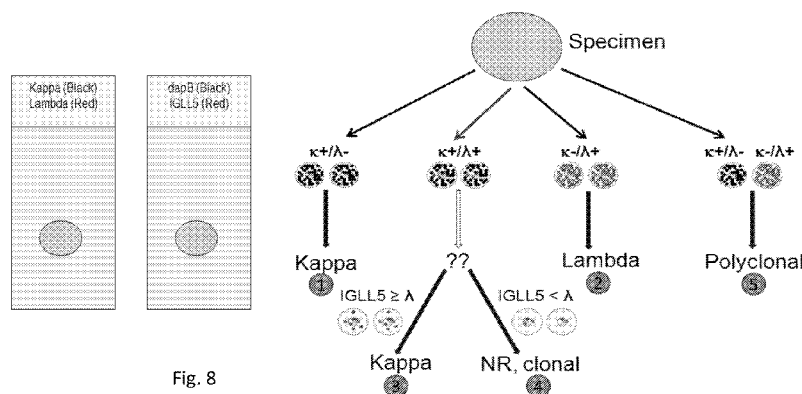 Kappa (Black)
Lambda (Red)
dapB (Black)
IGLL5 (Red)
Specimen
κ+/λ-
κ+/λ+
κ-/λ+
κ+/λ- κ-/λ+
Kappa
1
??
Lambda
2
Polyclonal
5
IGLL5 ≥ λ
IGLL5 < λ
Kappa
3
NR, clonal
4
Fig. 8